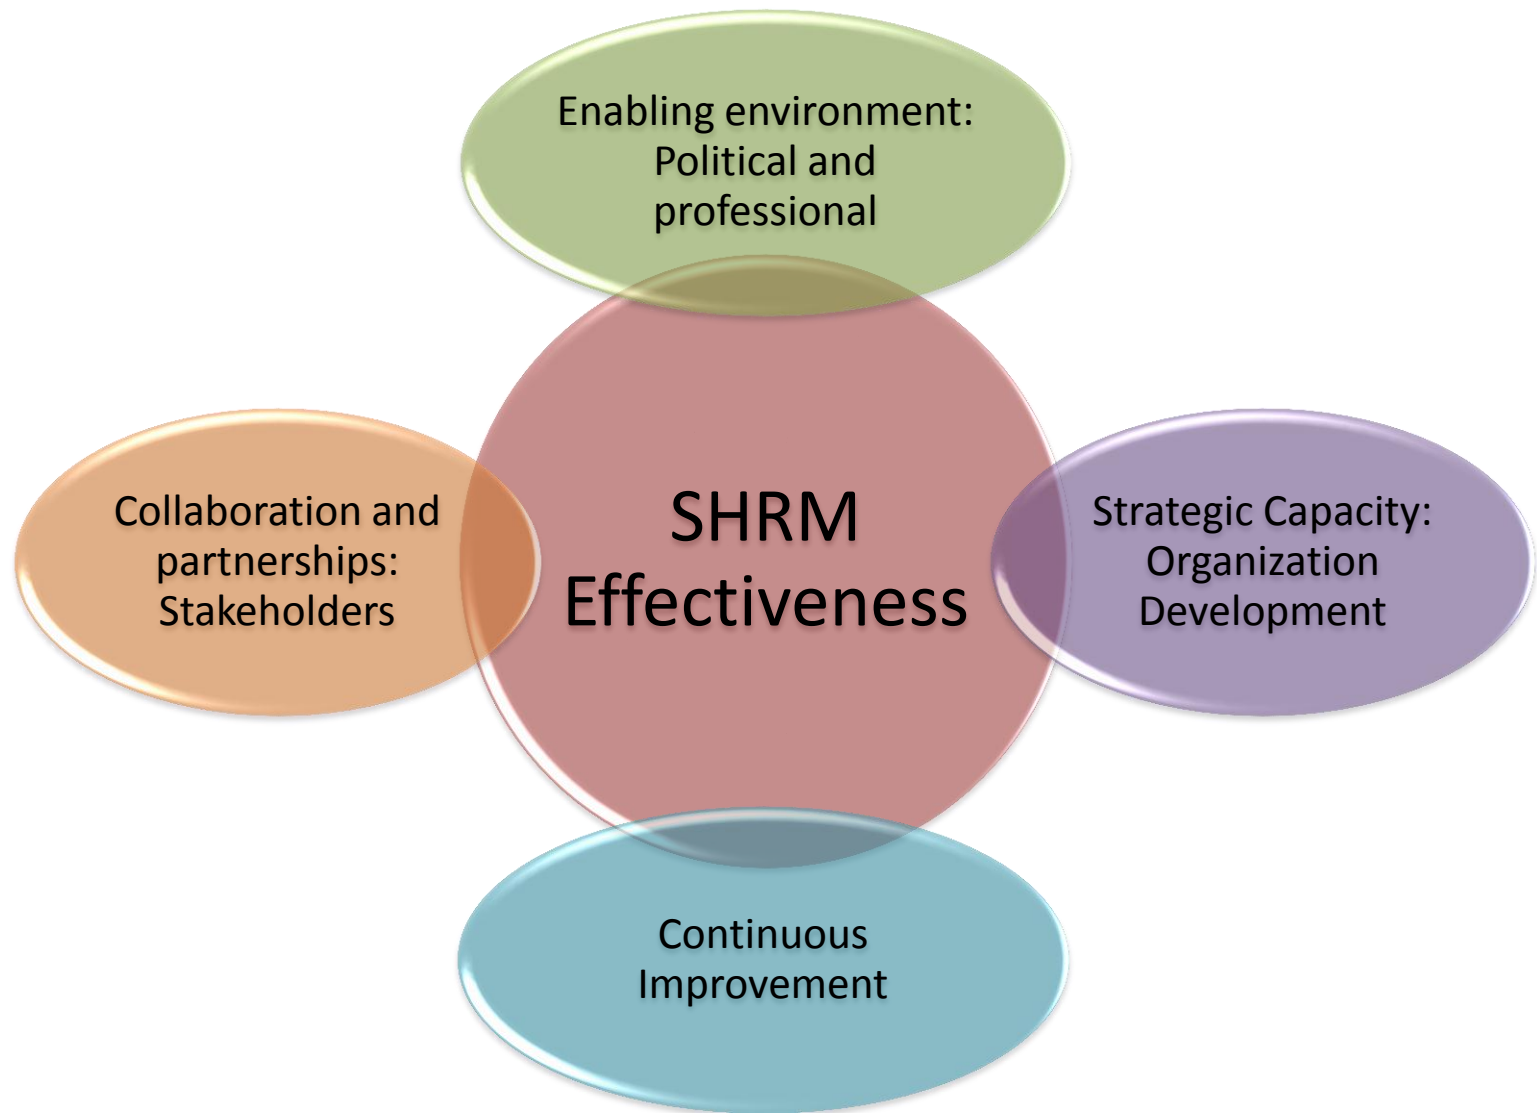 Enabling environment:
Political and
professional
Collaboration and
partnerships:
Stakeholders
SHRM
Effectiveness
Strategic Capacity:
Organization
Development
Continuous
Improvement